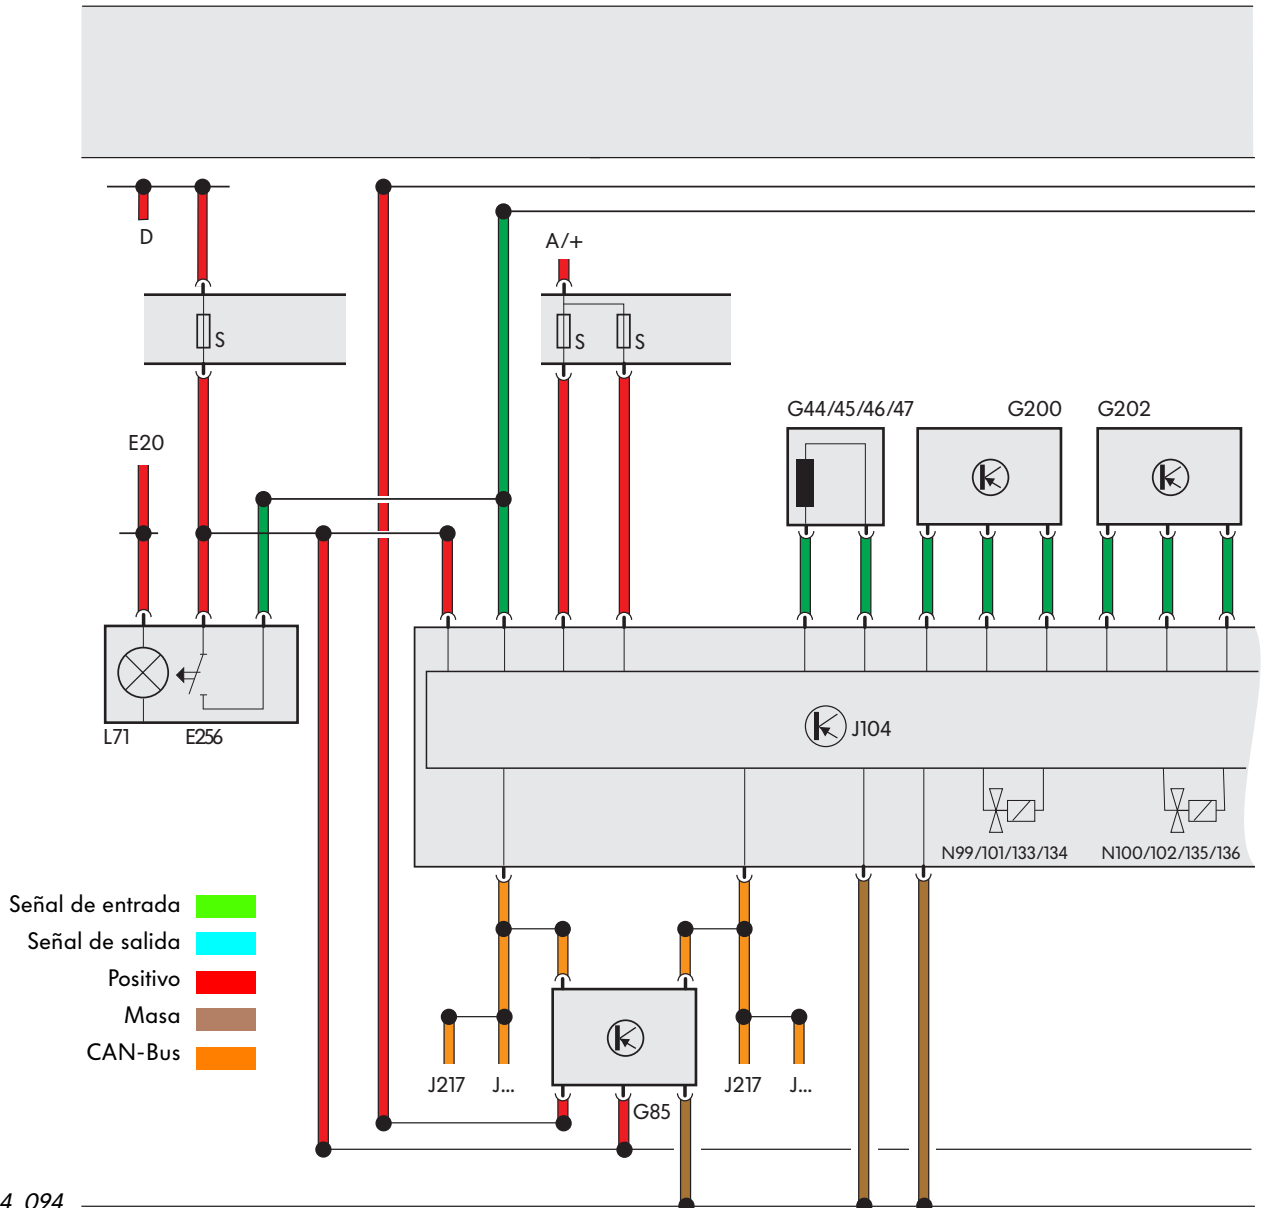 D
A/+
S
S
S
G44/45/46/47
G200
G202
E20
L71
E256
J104
N99/101/133/134
N100/102/135/136
Señal de entrada
Señal de salida
Positivo
Masa
CAN-Bus
J217
J...
J217
J...
G85
4_094